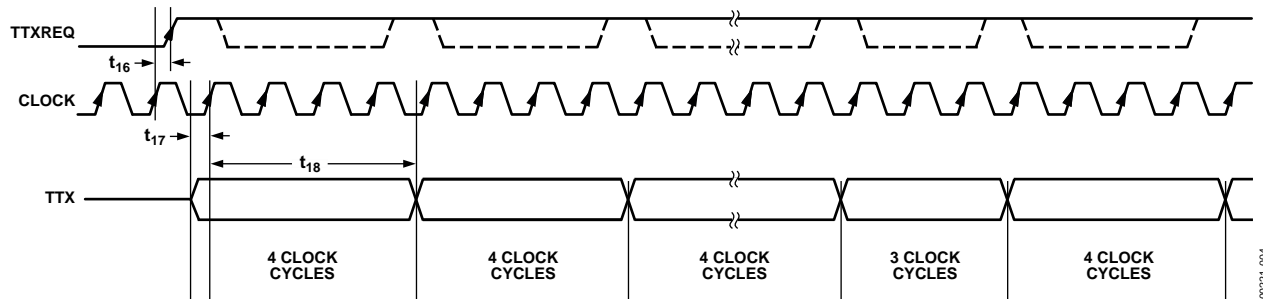 TTXREQ
t16
CLOCK
t17
t18
TTX
4 CLOCK
CYCLES
4 CLOCK
CYCLES
4 CLOCK
CYCLES
3 CLOCK
CYCLES
4 CLOCK
CYCLES